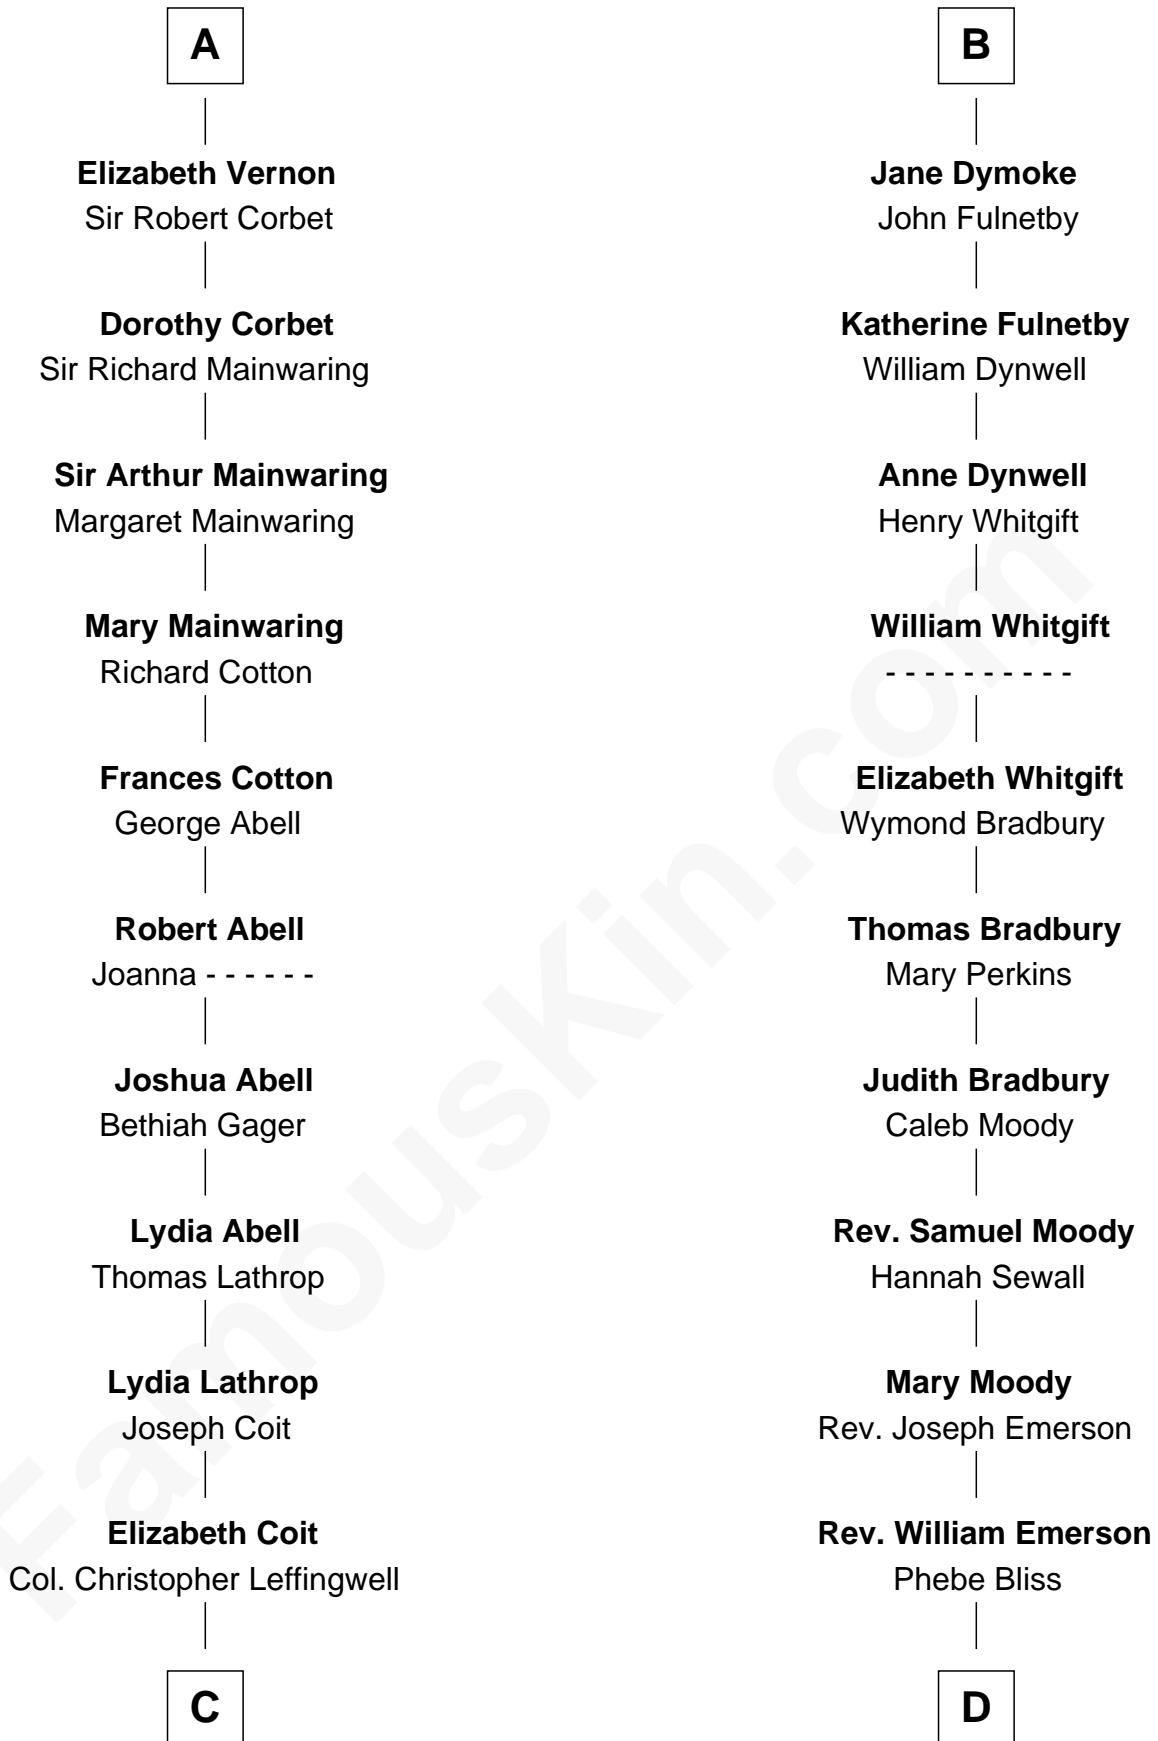 A
Elizabeth Vernon
Sir Robert Corbet
Dorothy Corbet
Sir Richard Mainwaring
Sir Arthur Mainwaring
Margaret Mainwaring
Mary Mainwaring
Richard Cotton
Frances Cotton
George Abell
Robert Abell
Joanna - - - - - -
Joshua Abell
Bethiah Gager
Lydia Abell
Thomas Lathrop
Lydia Lathrop
Joseph Coit
Elizabeth Coit
Col. Christopher Leffingwell
C
B
Jane Dymoke
John Fulnetby
Katherine Fulnetby
William Dynwell
Anne Dynwell
Henry Whitgift
William Whitgift
- - - - - - - - - -
Elizabeth Whitgift
Wymond Bradbury
Thomas Bradbury
Mary Perkins
Judith Bradbury
Caleb Moody
Rev. Samuel Moody
Hannah Sewall
Mary Moody
Rev. Joseph Emerson
Rev. William Emerson
Phebe Bliss
D
FamousKin.com